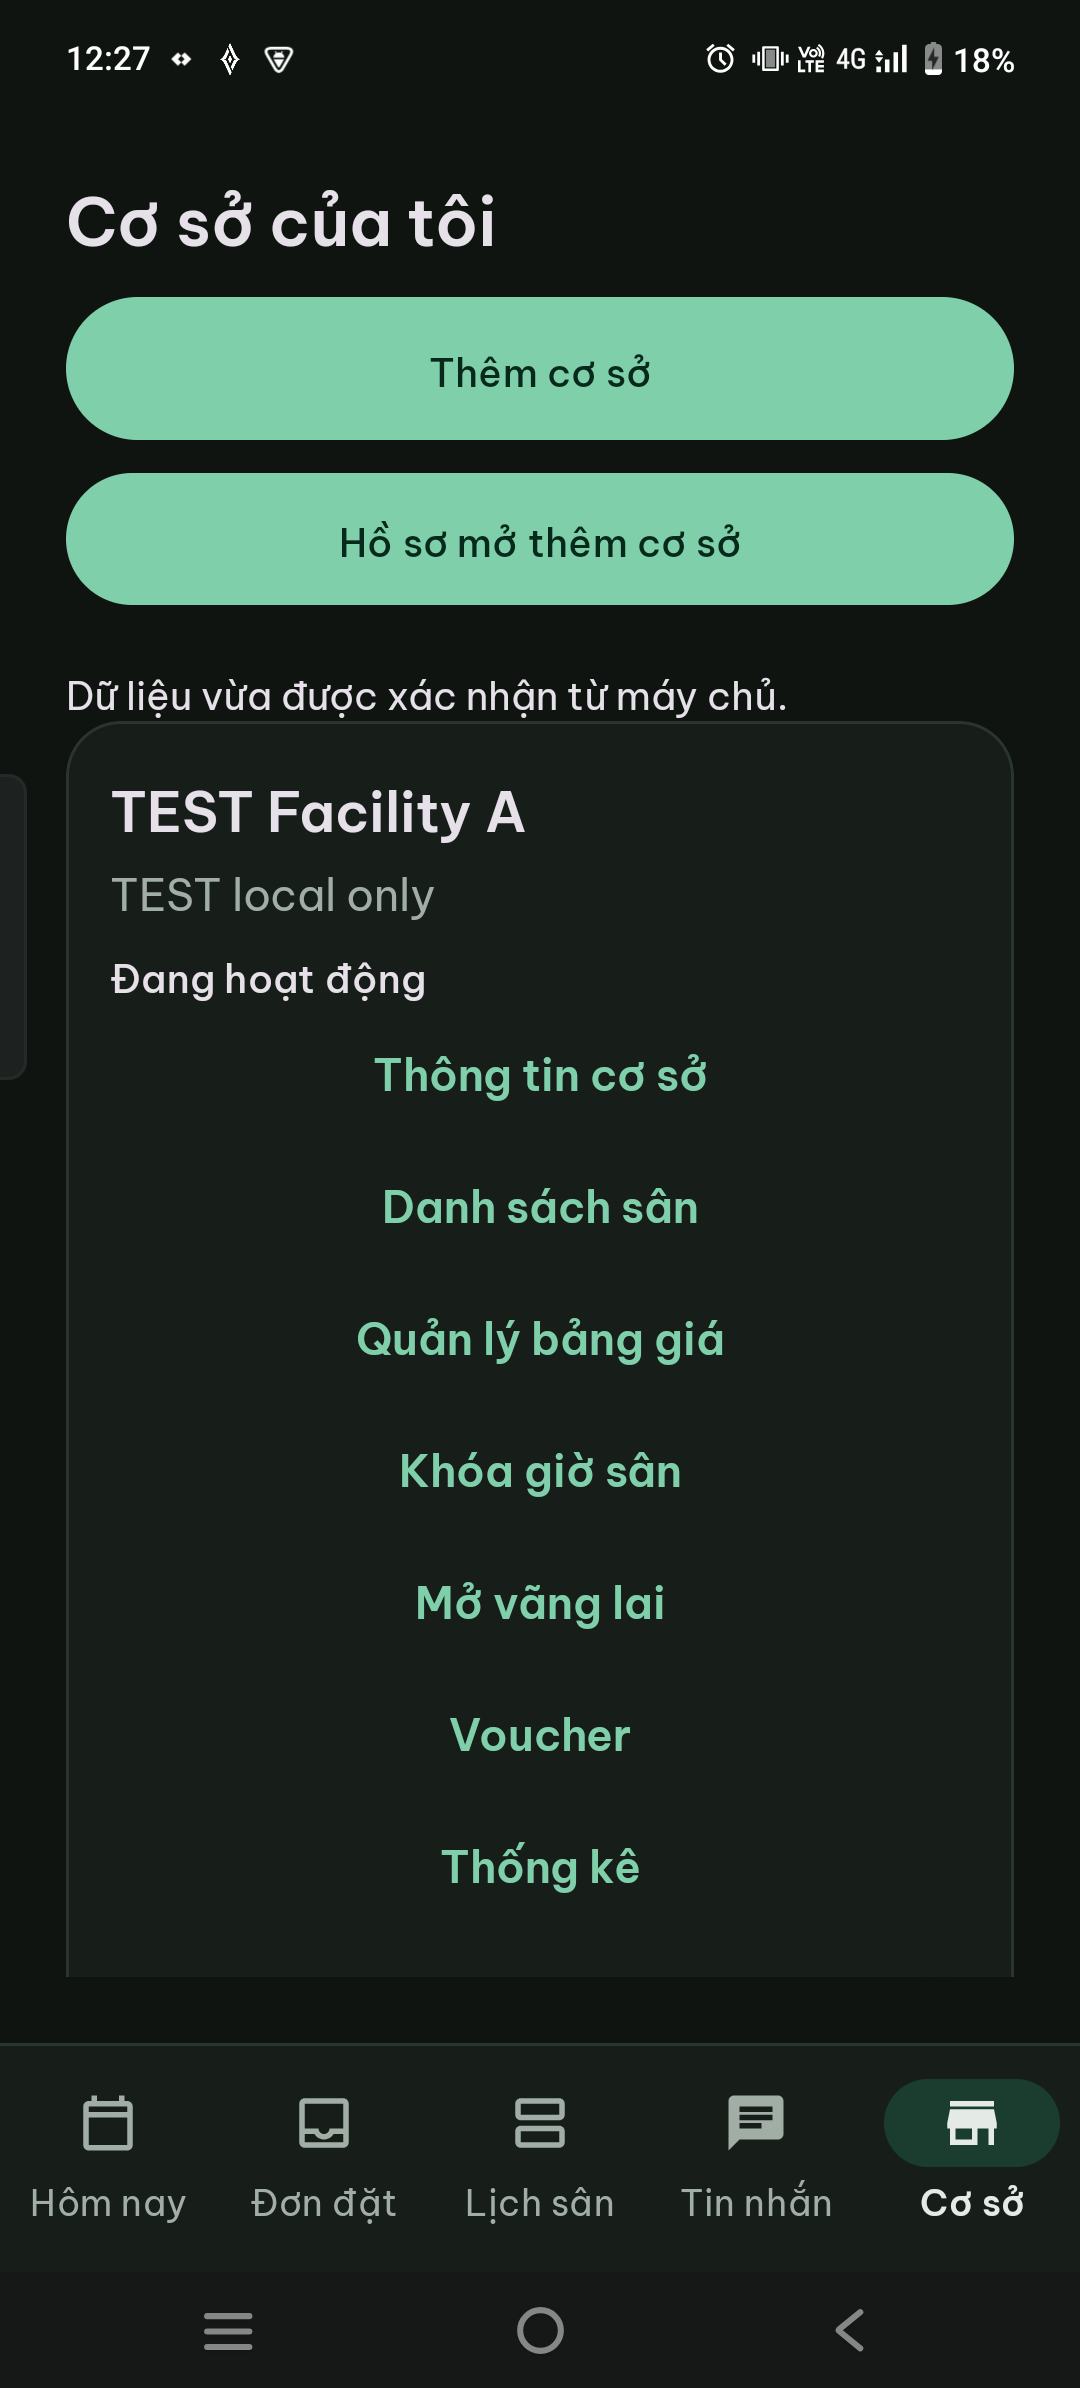 12:27
VoLTE 4G 18%
Cơ sở của tôi
Thêm cơ sở
Hồ sơ mở thêm cơ sở
Dữ liệu vừa được xác nhận từ máy chủ.
TEST Facility A
TEST local only
Đang hoạt động
Thông tin cơ sở
Danh sách sân
Quản lý bảng giá
Khóa giờ sân
Mở vãng lai
Voucher
Thống kê
Hôm nay
Đơn đặt
Lịch sân
Tin nhắn
Cơ sở